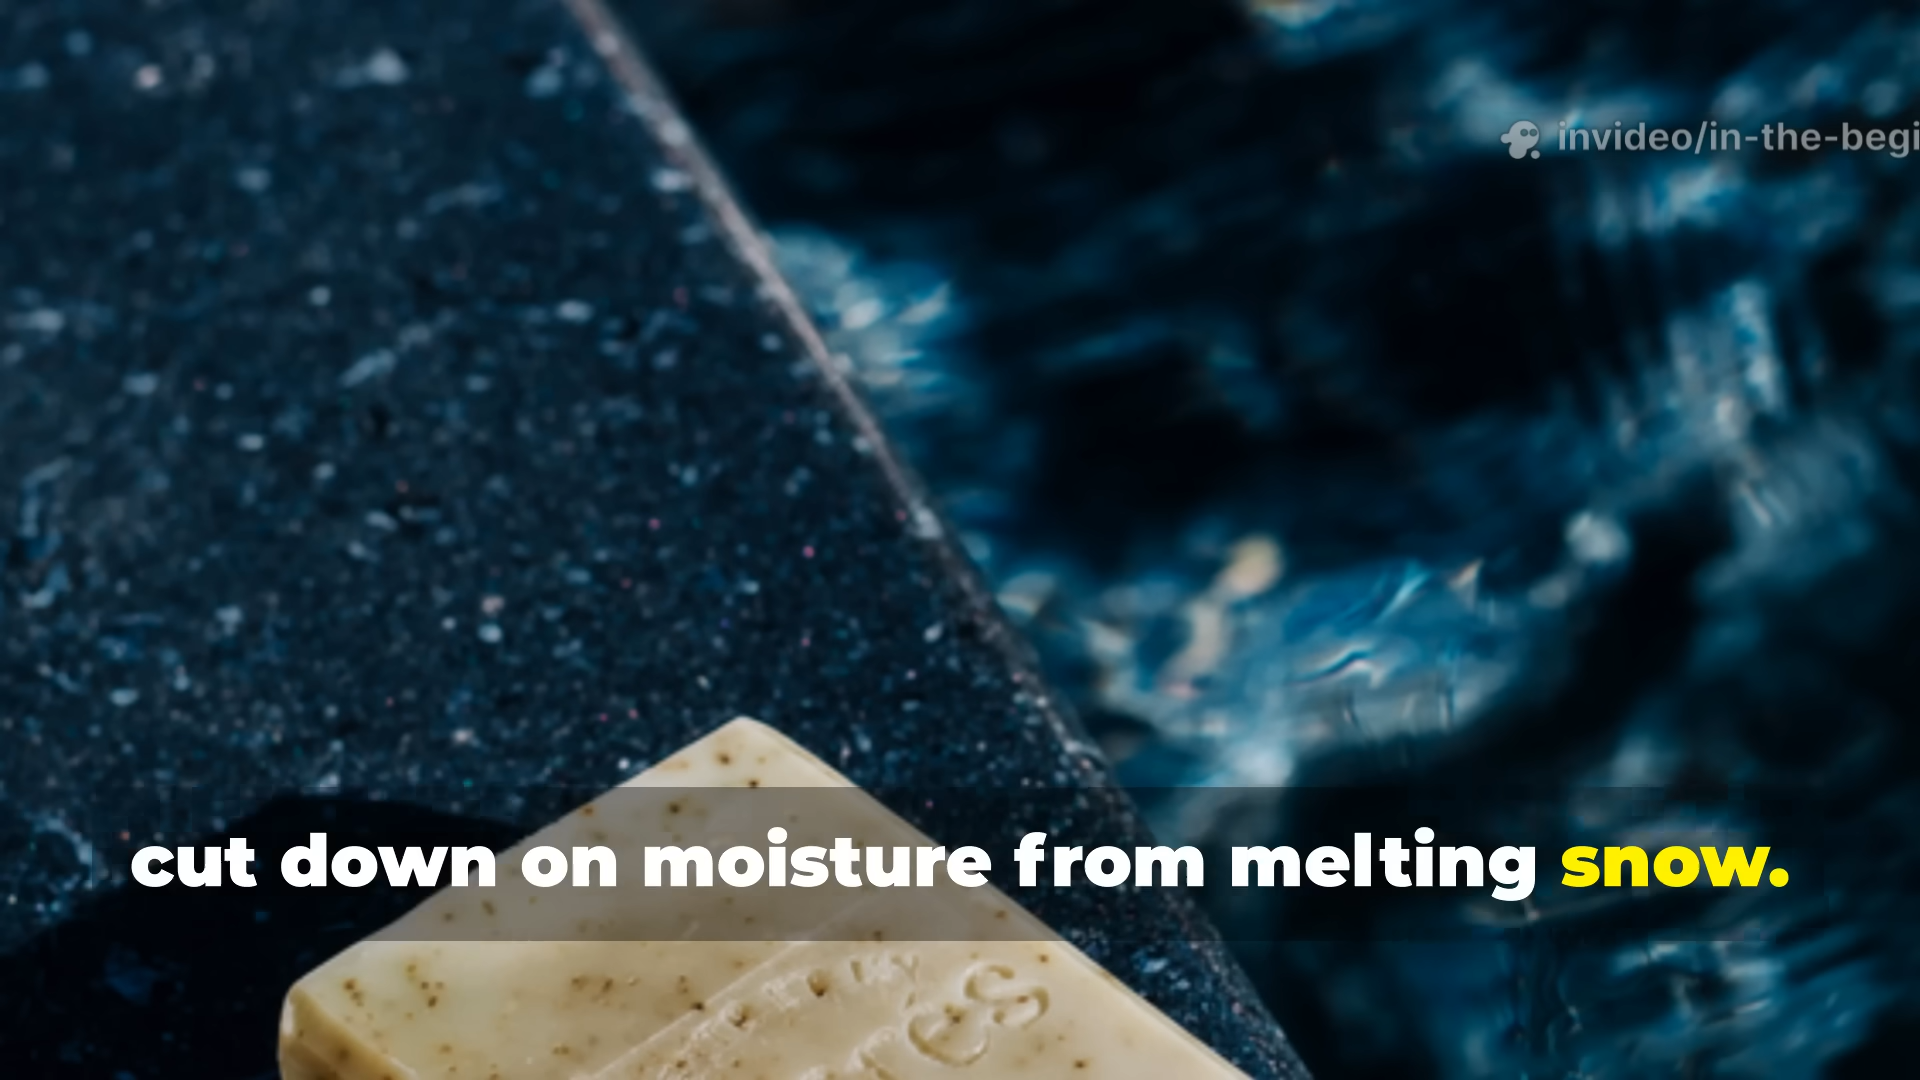 invideo/in-the-begi
cut down on moisture from melting snow.